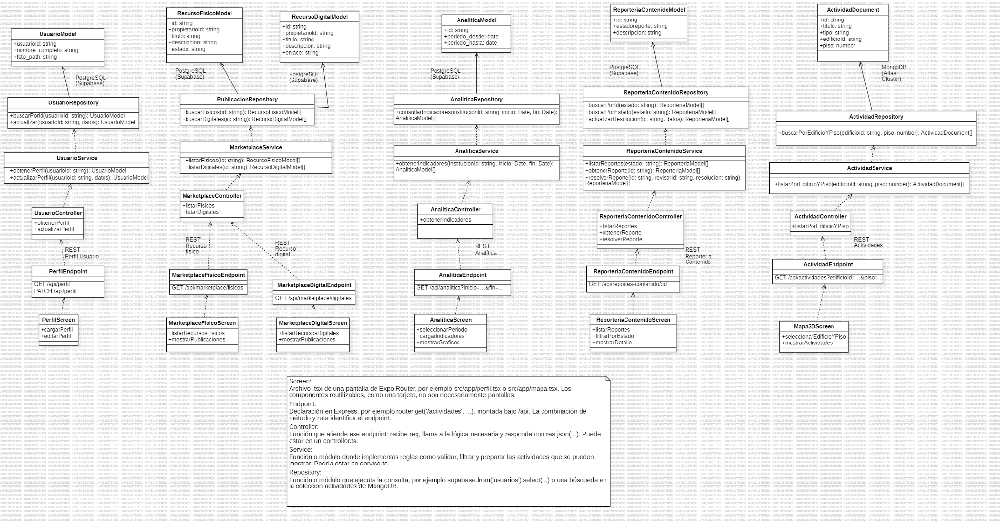 UsuarioModel
+usuarioId: string
+nombre_completo: string
+foto_path: string
PostgreSQL
(Supabase)
UsuarioRepository
+buscarPorId(usuarioId: string): UsuarioModel
+actualizar(usuarioId: string, datos): UsuarioModel
UsuarioService
+obtenerPerfil(usuarioId: string): UsuarioModel
+actualizarPerfil(usuarioId: string, datos): UsuarioModel
UsuarioController
+obtenerPerfil
+actualizarPerfil
REST
Perfil Usuario
PerfilEndpoint
GET /api/perfil
PATCH /api/perfil
PerfilScreen
+cargarPerfil
+editarPerfil
RecursoFisicoModel
+id: string
+propietarioId: string
+titulo: string
+descripcion: string
+estado: string
PostgreSQL
(Supabase)
RecursoDigitalModel
+id: string
+propietarioId: string
+titulo: string
+descripcion: string
+enlace: string
PostgreSQL
(Supabase)
PublicacionRepository
+buscarFisicos(id: string): RecursoFisicoModel[]
+buscarDigitales(id: string): RecursoDigitalModel[]
MarketplaceService
+listarFisicos(id: string): RecursoFisicoModel[]
+listarDigitales(id: string): RecursoDigitalModel[]
MarketplaceController
+listarFisicos
+listarDigitales
REST
Recurso
físico
REST
Recurso
digital
MarketplaceFisicoEndpoint
GET /api/marketplace/fisicos
MarketplaceDigitalEndpoint
GET /api/marketplace/digitales
MarketplaceFisicoScreen
+listarRecursosFisicos
+mostrarPublicaciones
MarketplaceDigitalScreen
+listarRecursosDigitales
+mostrarPublicaciones
AnaliticaModel
+id: string
+periodo_desde: date
+periodo_hasta: date
PostgreSQL
(Supabase)
AnaliticaRepository
+consultarIndicadores(institucionId: string, inicio: Date, fin: Date):
AnaliticaModel[]
AnaliticaService
+obtenerIndicadores(institucionId: string, inicio: Date, fin: Date):
AnaliticaModel[]
AnaliticaController
+obtenerIndicadores
REST
Analítica
AnaliticaEndpoint
GET /api/analitica?inicio=…&fin=…
AnaliticaScreen
+seleccionarPeriodo
+cargarIndicadores
+mostrarGraficos
ReporteriaContenidoModel
+id: string
+estadoreporte: string
+descripcion: string
PostgreSQL
(Supabase)
ReporteriaContenidoRepository
+buscarPorId(estado: string): ReporteriaModel[]
+buscarPorEstado(estado: string): ReporteriaModel[]
+actualizarResolucion(id: string, datos): ReporteriaModel[]
ReporteriaContenidoService
+listarReportes(estado: string): ReporteriaModel[]
+obtenerReporte(id: string): ReporteriaModel[]
+resolverReporte(id: string, revisorId: string, resolucion: string):
ReporteriaModel[]
ReporteriaContenidoController
+listarReportes
+obtenerReporte
+resolverReporte
REST
Reportería
Contenido
ReporteriaContenidoEndpoint
GET /api/reportes-contenido/:id
ReporteriaContenidoScreen
+listarReportes
+filtrarPorEstado
+mostrarDetalle
ActividadDocument
+id: string
+titulo: string
+tipo: string
+edificioId: string
+piso: number
MongoDB
(Atlas
Cluster)
ActividadRepository
+buscarPorEdificioYPiso(edificioId: string, piso: number): ActividadDocument[]
ActividadService
+listarPorEdificioYPiso(edificioId: string, piso: number): ActividadDocument[]
ActividadController
+listarPorEdificioYPiso
REST
Actividades
ActividadEndpoint
GET /api/actividades?edificioId=…&piso=…
Mapa3DScreen
+seleccionarEdificioYPiso
+mostrarActividades
Screen:
Archivo .tsx de una pantalla de Expo Router, por ejemplo src/app/perfil.tsx o src/app/mapa.tsx. Los
componentes reutilizables, como una tarjeta, no son necesariamente pantallas.
Endpoint:
Declaración en Express, por ejemplo router.get('/actividades', ...), montada bajo /api. La combinación de
método y ruta identifica el endpoint.
Controller:
Función que atiende ese endpoint: recibe req, llama a la lógica necesaria y responde con res.json(...). Puede
estar en un controller.ts.
Service:
Función o módulo donde implementas reglas como validar, filtrar y preparar las actividades que se pueden
mostrar. Podría estar en service.ts.
Repository:
Función o módulo que ejecuta la consulta, por ejemplo supabase.from('usuarios').select(...) o una búsqueda en
la colección actividades de MongoDB.
UNREGISTERED